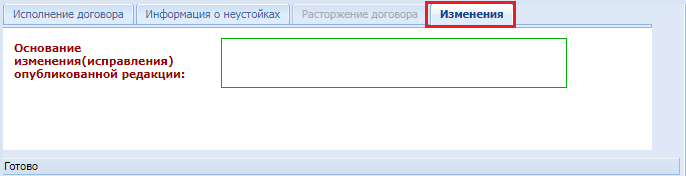 Исполнение договора Информация о неустойках Расторжение договора Изменения
Основание
изменения(исправления)
опубликованной редакции:
Готово